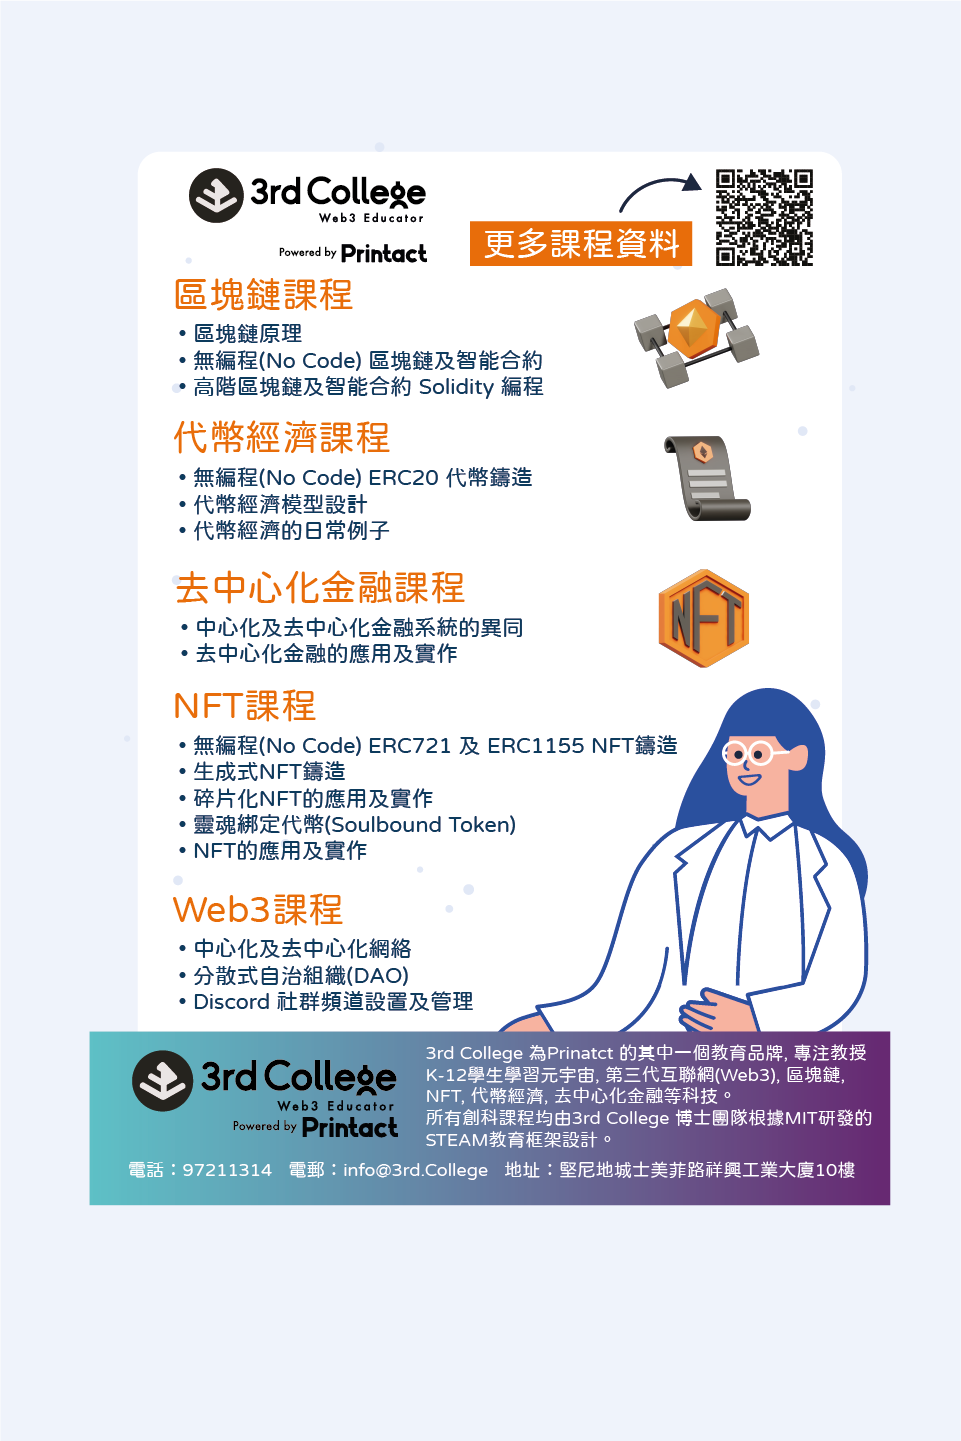 3rd College
Web3 Educator
Powered by Printact
更多課程資料
區塊鏈課程
• 區塊鏈原理
• 無編程(No Code) 區塊鏈及智能合約
• 高階區塊鏈及智能合約 Solidity 編程
代幣經濟課程
• 無編程(No Code) ERC20 代幣鑄造
• 代幣經濟模型設計
• 代幣經濟的日常例子
去中心化金融課程
• 中心化及去中心化金融系統的異同
• 去中心化金融的應用及實作
NFT
NFT課程
• 無編程(No Code) ERC721 及 ERC1155 NFT鑄造
• 生成式NFT鑄造
• 碎片化NFT的應用及實作
• 靈魂綁定代幣(Soulbound Token)
• NFT的應用及實作
Web3課程
• 中心化及去中心化網絡
• 分散式自治組織(DAO)
• Discord 社群頻道設置及管理
3rd College
Web3 Educator
Powered by Printact
3rd College 為Prinatct 的其中一個教育品牌, 專注教授
K-12學生學習元宇宙, 第三代互聯網(Web3), 區塊鏈,
NFT, 代幣經濟, 去中心化金融等科技。
所有創科課程均由3rd College 博士團隊根據MIT研發的
STEAM教育框架設計。
電話：97211314 電郵：info@3rd.College 地址：堅尼地城士美菲路祥興工業大廈10樓